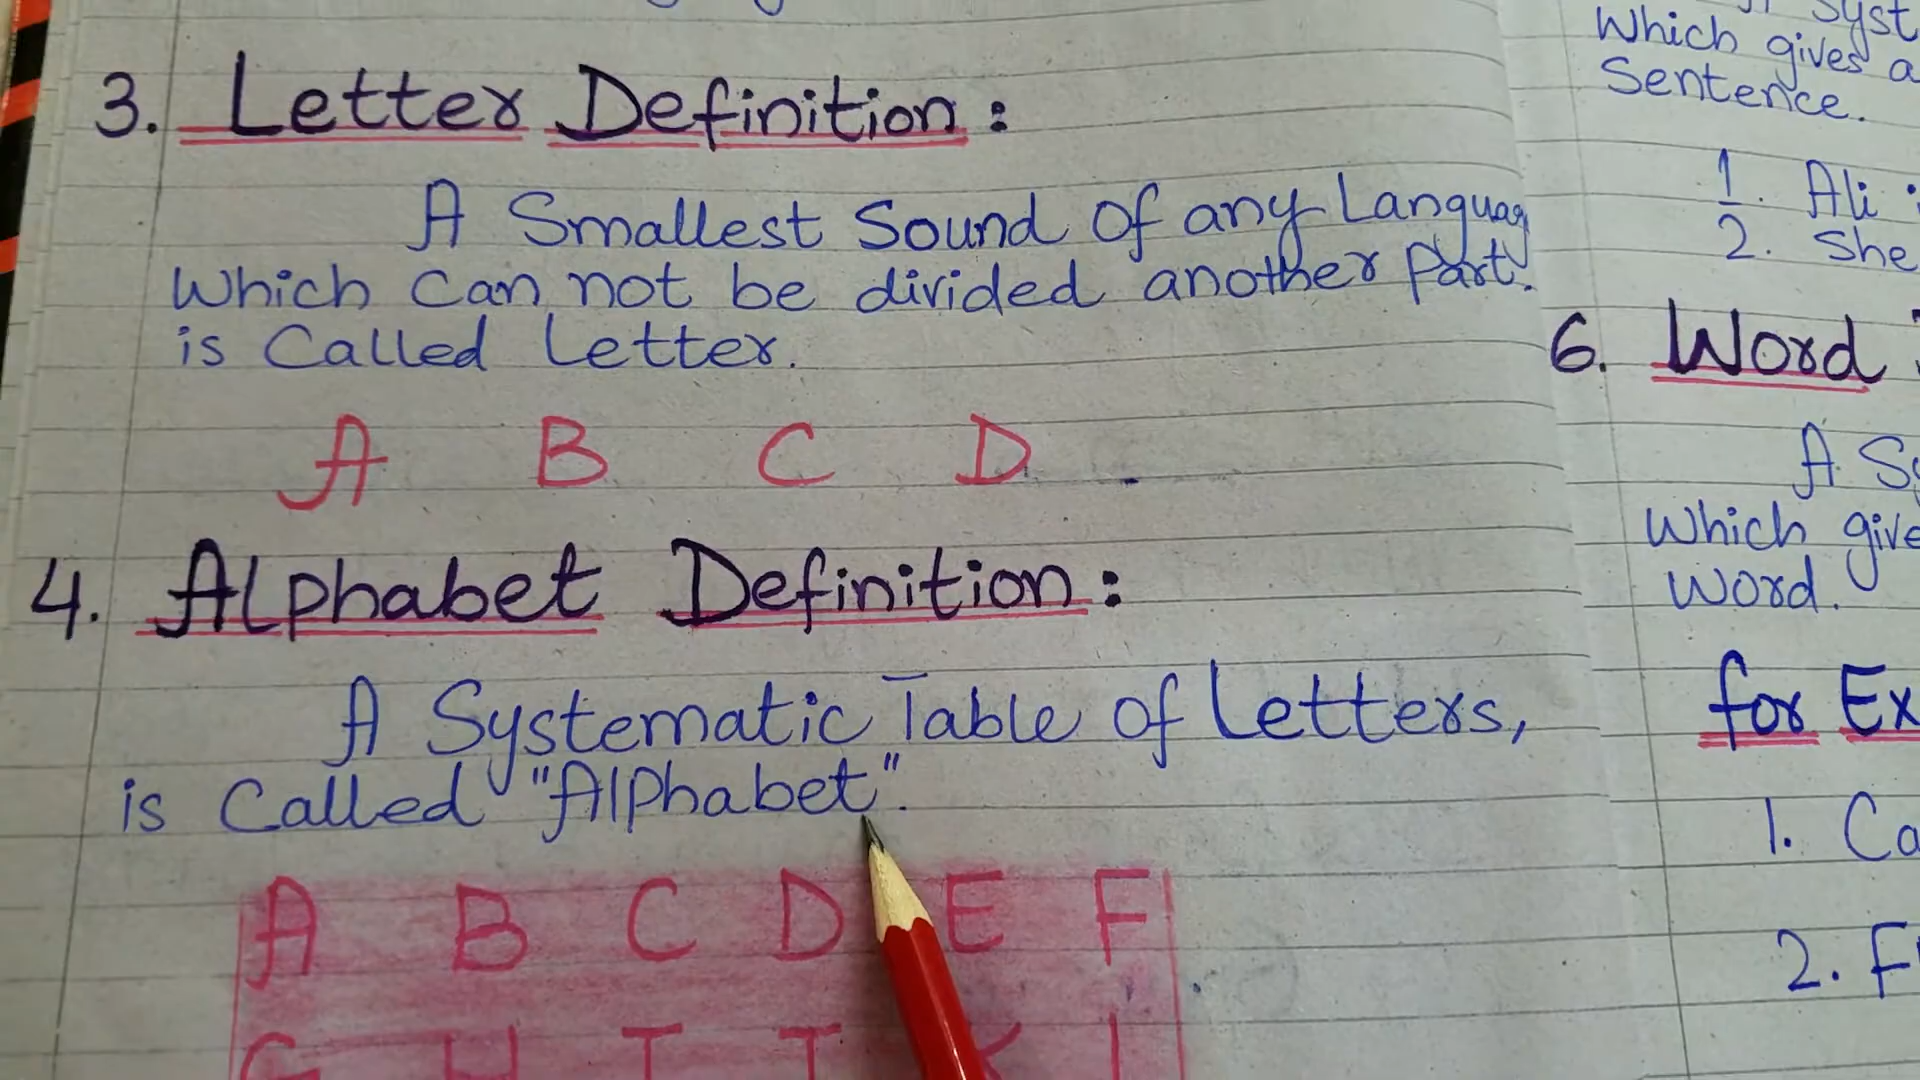 3. Letter Definition :
A Smallest Sound of any Languag
Which Can not be divided another Part.
is Called Letter.
A B C D .
4. Alphabet Definition :
A Systematic Table of Letters,
is Called "Alphabet".
A B C D E F
G H I J K L
Syst
Which gives a
Sentence.
1. Ali
2. She
6. Word
A Sy
Which give
Word.
for Ex
1. Ca
2. F